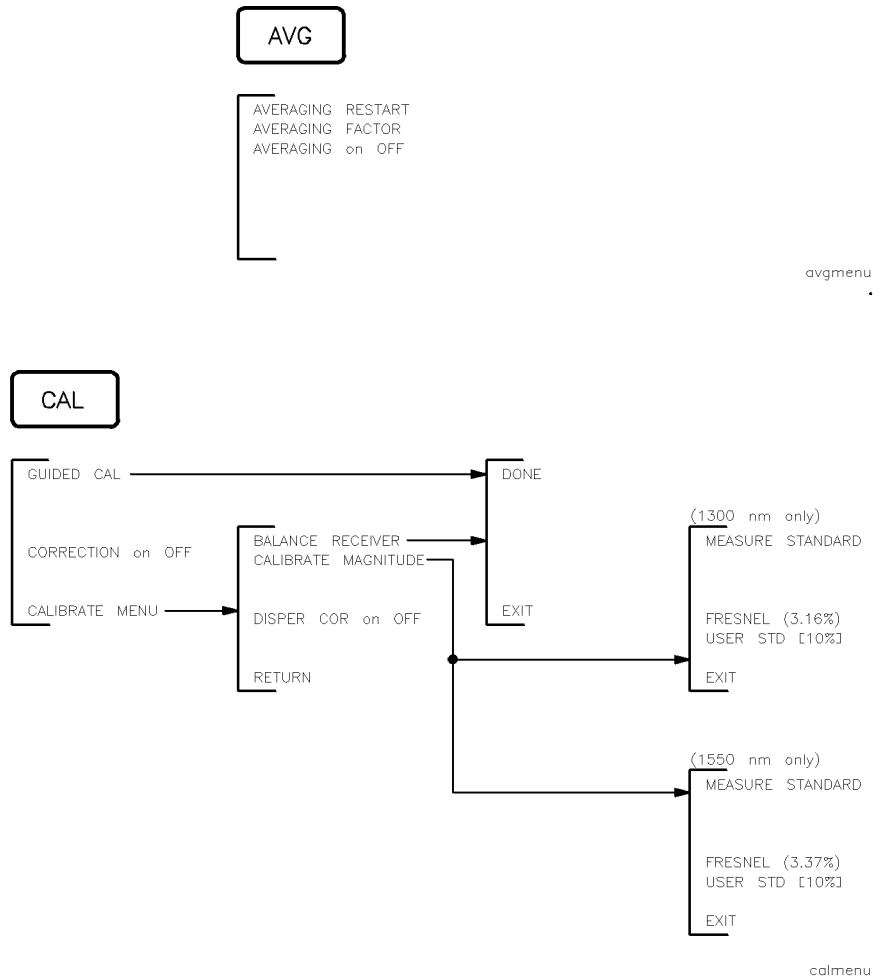 AVG
AVERAGING RESTART
AVERAGING FACTOR
AVERAGING on OFF
avgmenu
CAL
GUIDED CAL
CORRECTION on OFF
CALIBRATE MENU
BALANCE RECEIVER
CALIBRATE MAGNITUDE
DISPER COR on OFF
RETURN
DONE
EXIT
(1300 nm only)
MEASURE STANDARD
FRESNEL (3.16%)
USER STD [10%]
EXIT
(1550 nm only)
MEASURE STANDARD
FRESNEL (3.37%)
USER STD [10%]
EXIT
calmenu